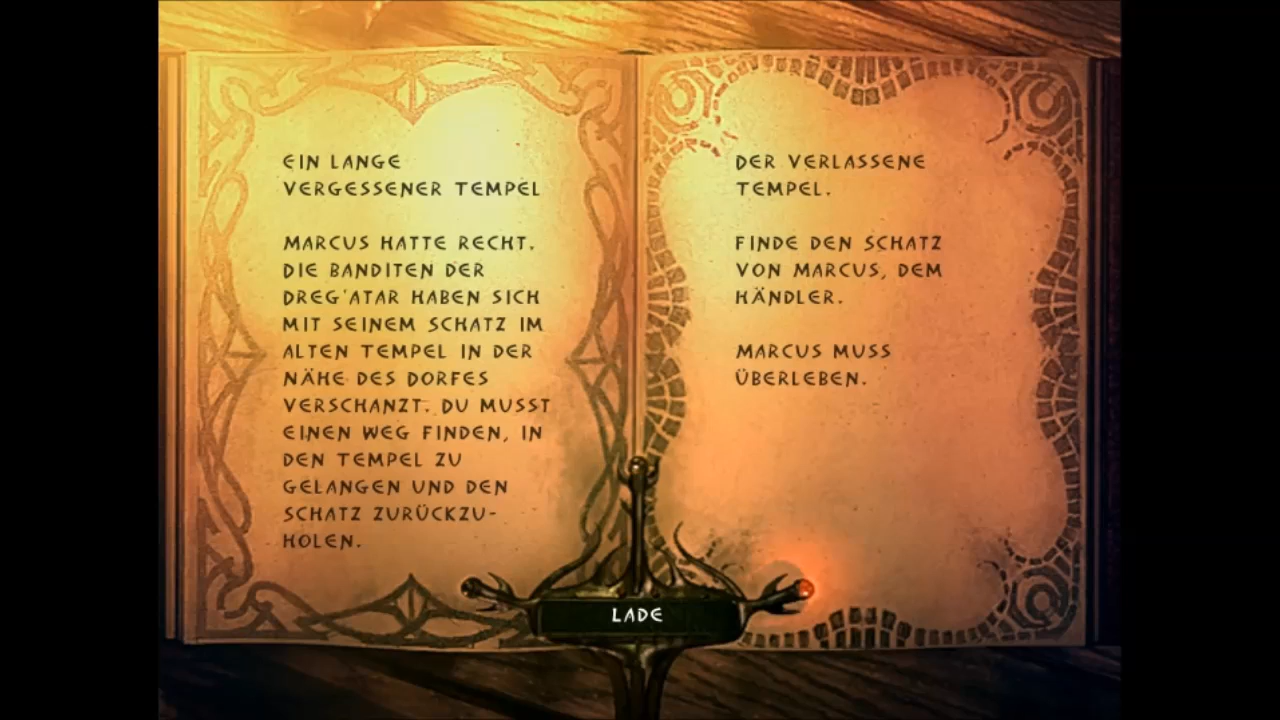 EIN LANGE
VERGESSENER TEMPEL
MARCUS HATTE RECHT.
DIE BANDITEN DER
DREG'ATAR HABEN SICH
MIT SEINEM SCHATZ IM
ALTEN TEMPEL IN DER
NÄHE DES DORFES
VERSCHANZT. DU MUSST
EINEN WEG FINDEN, IN
DEN TEMPEL ZU
GELANGEN UND DEN
SCHATZ ZURÜCKZU-
HOLEN.
DER VERLASSENE
TEMPEL.
FINDE DEN SCHATZ
VON MARCUS, DEM
HÄNDLER.
MARCUS MUSS
ÜBERLEBEN.
LADE